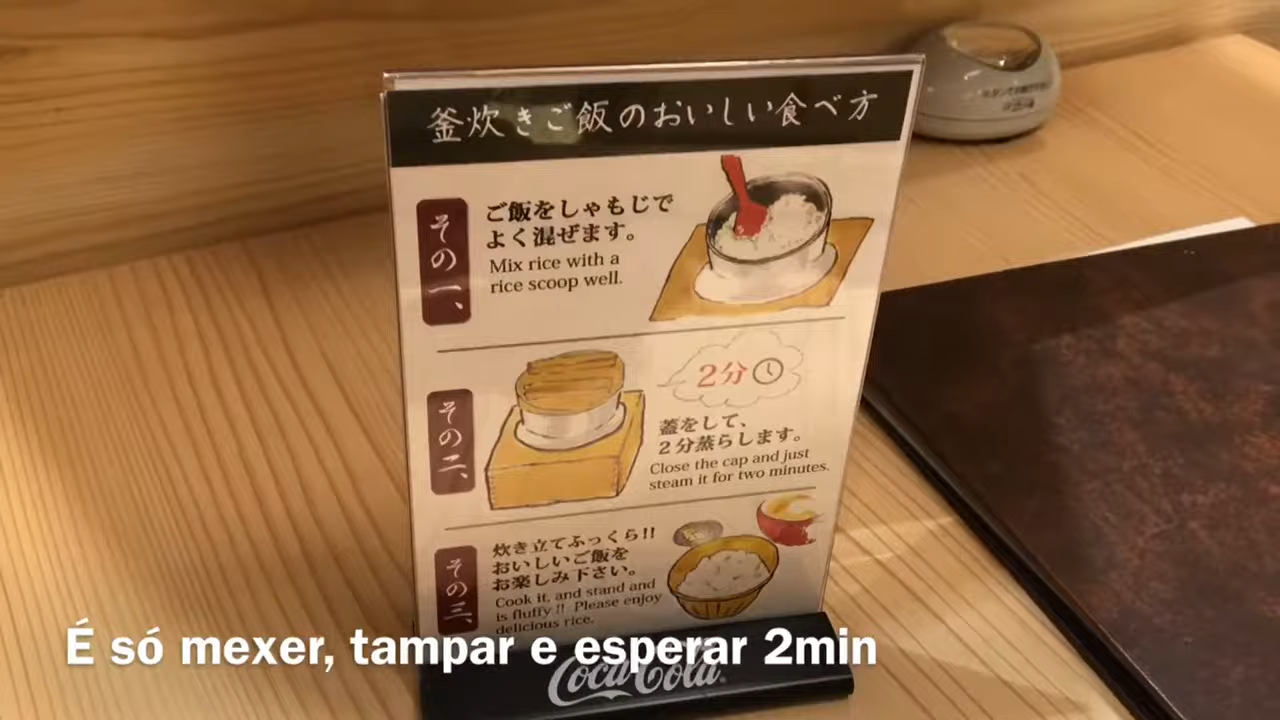 釜炊きご飯のおいしい食べ方
その一、
ご飯をしゃもじで
よく混ぜます。
Mix rice with a
rice scoop well.
その二、
2分
蓋をして、
2分蒸らします。
Close the cap and just
steam it for two minutes.
その三、
炊き立てふっくら!!
おいしいご飯を
お楽しみ下さい。
Cook it, and stand and
is fluffy!! Please enjoy
delicious rice.
É só mexer, tampar e esperar 2min
Coca-Cola